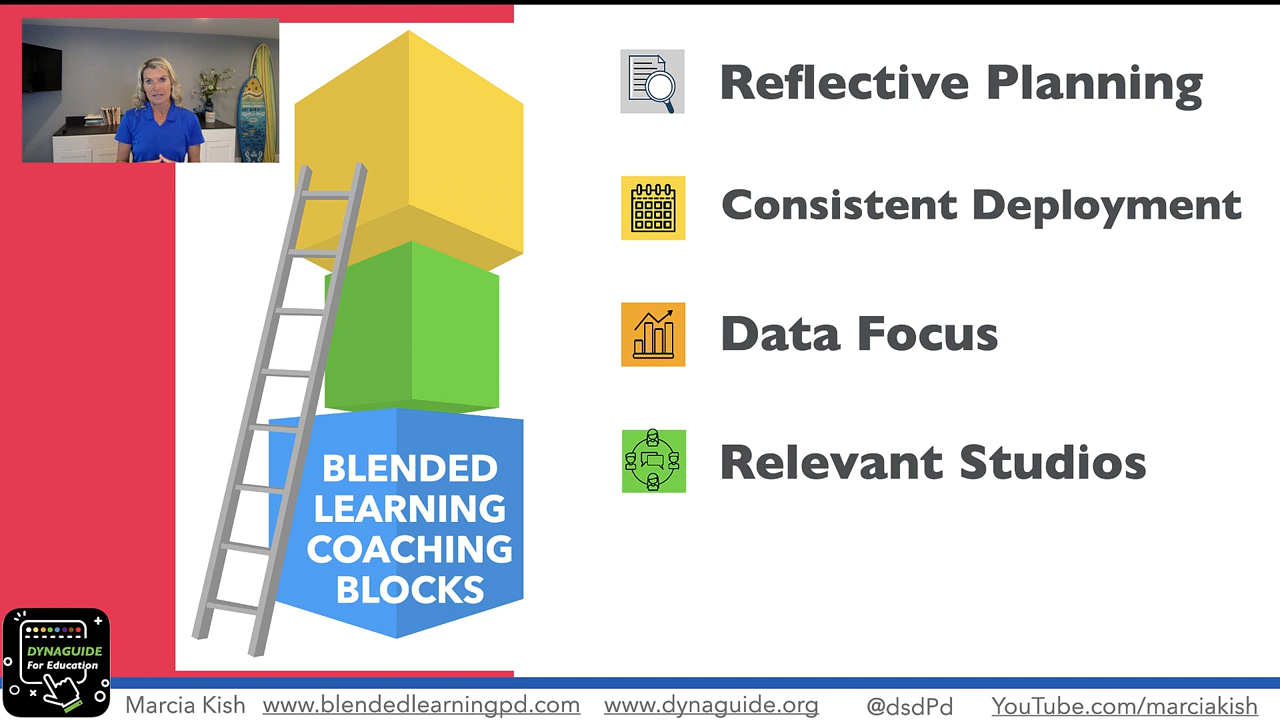 Reflective Planning
Consistent Deployment
Data Focus
Relevant Studios
BLENDED
LEARNING
COACHING
BLOCKS
DYNAGUIDE
For Education
Marcia Kish www.blendedlearningpd.com www.dynaguide.org @dsdPd YouTube.com/marciakish